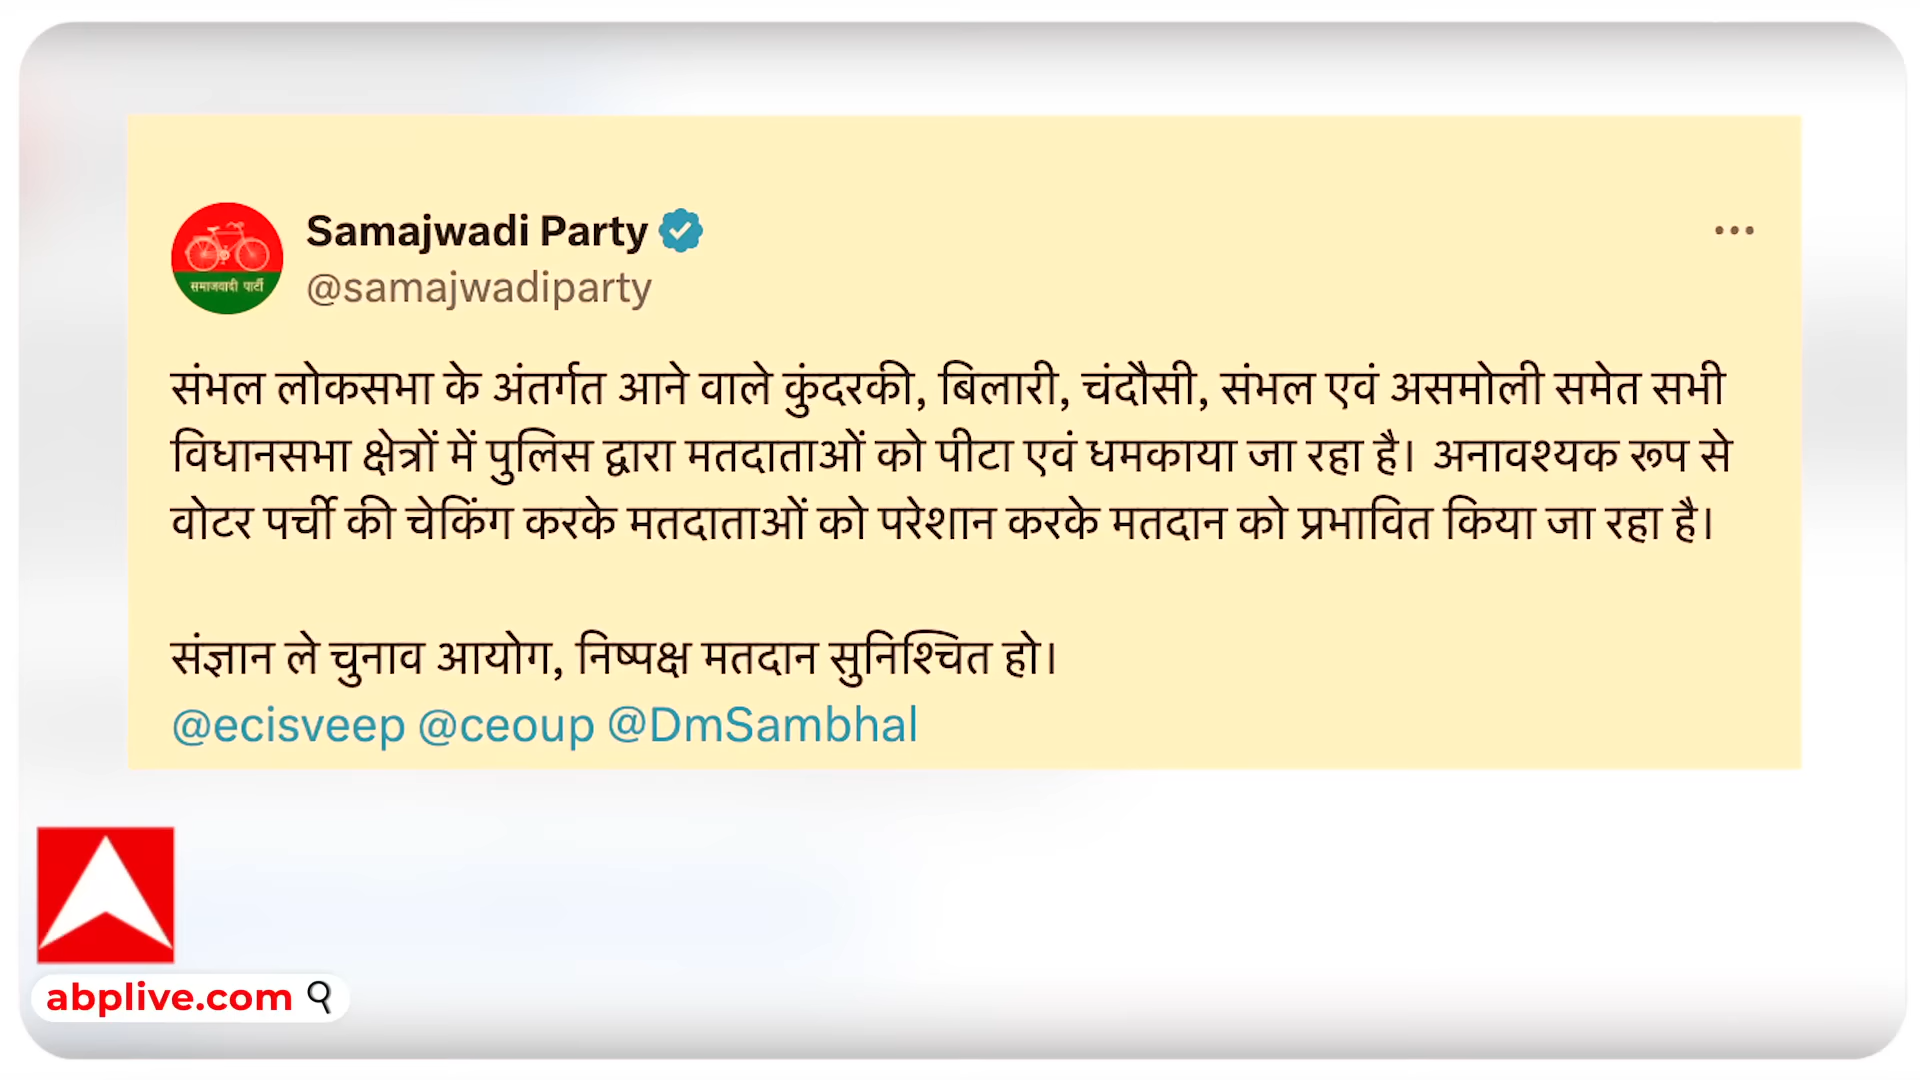 Samajwadi Party
@samajwadiparty
समाजवादी पार्टी
संभल लोकसभा के अंतर्गत आने वाले कुंदरकी, बिलारी, चंदौसी, संभल एवं असमोली समेत सभी
विधानसभा क्षेत्रों में पुलिस द्वारा मतदाताओं को पीटा एवं धमकाया जा रहा है। अनावश्यक रूप से
वोटर पर्ची की चेकिंग करके मतदाताओं को परेशान करके मतदान को प्रभावित किया जा रहा है।
संज्ञान ले चुनाव आयोग, निष्पक्ष मतदान सुनिश्चित हो।
@ecisveep @ceoup @DmSambhal
abplive.com